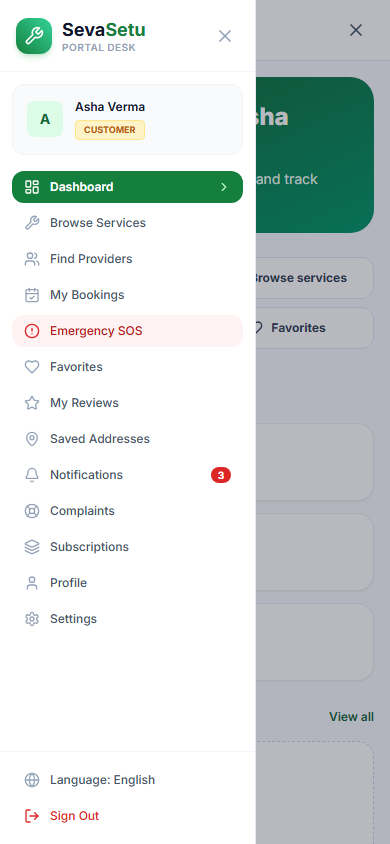 SevaSetu
PORTAL DESK
A
Asha Verma
CUSTOMER
Dashboard
Browse Services
Find Providers
My Bookings
Emergency SOS
Favorites
My Reviews
Saved Addresses
Notifications 3
Complaints
Subscriptions
Profile
Settings
Language: English
Sign Out
and track
Browse services
Favorites
View all